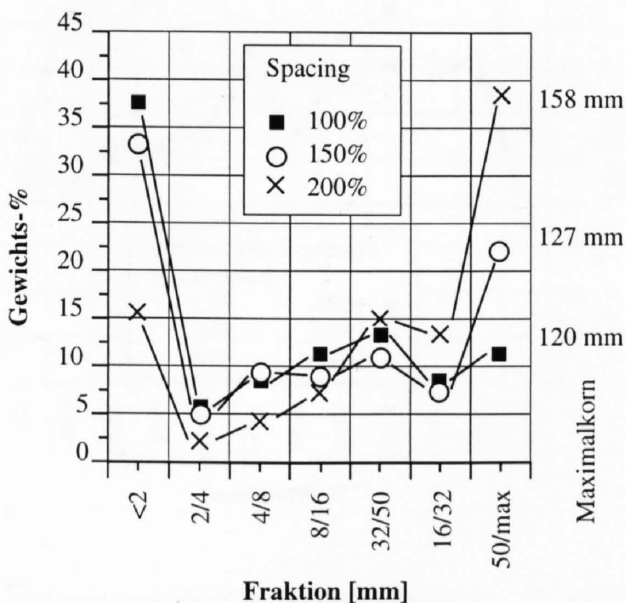 45
40
35
30
25
20
15
10
5
0
Gewichts-%
Spacing
100%
150%
200%
158 mm
127 mm
120 mm
Maximalkorn
<2
2/4
4/8
8/16
32/50
16/32
50/max
Fraktion [mm]